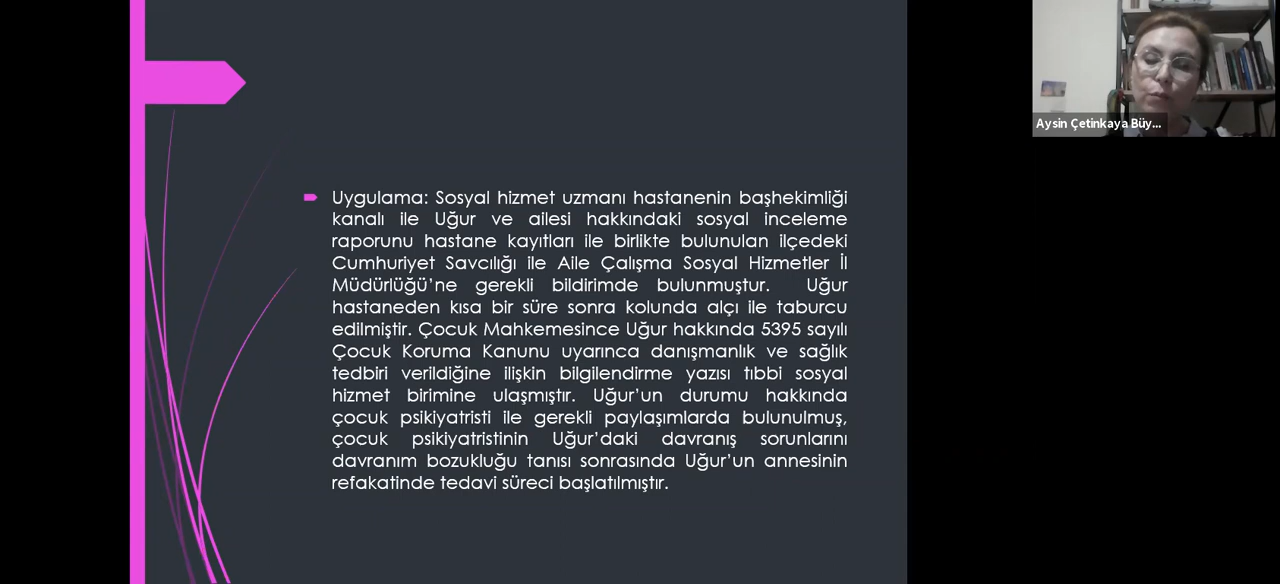 Uygulama: Sosyal hizmet uzmanı hastanenin başhekimliği
kanalı ile Uğur ve ailesi hakkındaki sosyal inceleme
raporunu hastane kayıtları ile birlikte bulunulan ilçedeki
Cumhuriyet Savcılığı ile Aile Çalışma Sosyal Hizmetler İl
Müdürlüğü’ne gerekli bildirimde bulunmuştur. Uğur
hastaneden kısa bir süre sonra kolunda alçı ile taburcu
edilmiştir. Çocuk Mahkemesince Uğur hakkında 5395 sayılı
Çocuk Koruma Kanunu uyarınca danışmanlık ve sağlık
tedbiri verildiğine ilişkin bilgilendirme yazısı tıbbi sosyal
hizmet birimine ulaşmıştır. Uğur’un durumu hakkında
çocuk psikiyatristi ile gerekli paylaşımlarda bulunulmuş,
çocuk psikiyatristinin Uğur’daki davranış sorunlarını
davranım bozukluğu tanısı sonrasında Uğur’un annesinin
refakatinde tedavi süreci başlatılmıştır.
Aysin Çetinkaya Büy...